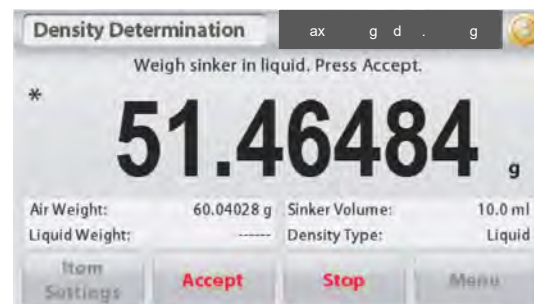 Density Determination ax g d . g
Weigh sinker in liquid. Press Accept.
*
51.46484 g
Air Weight: 60.04028 g Sinker Volume: 10.0 ml
Liquid Weight: ------ Density Type: Liquid
Item Settings Accept Stop Menu